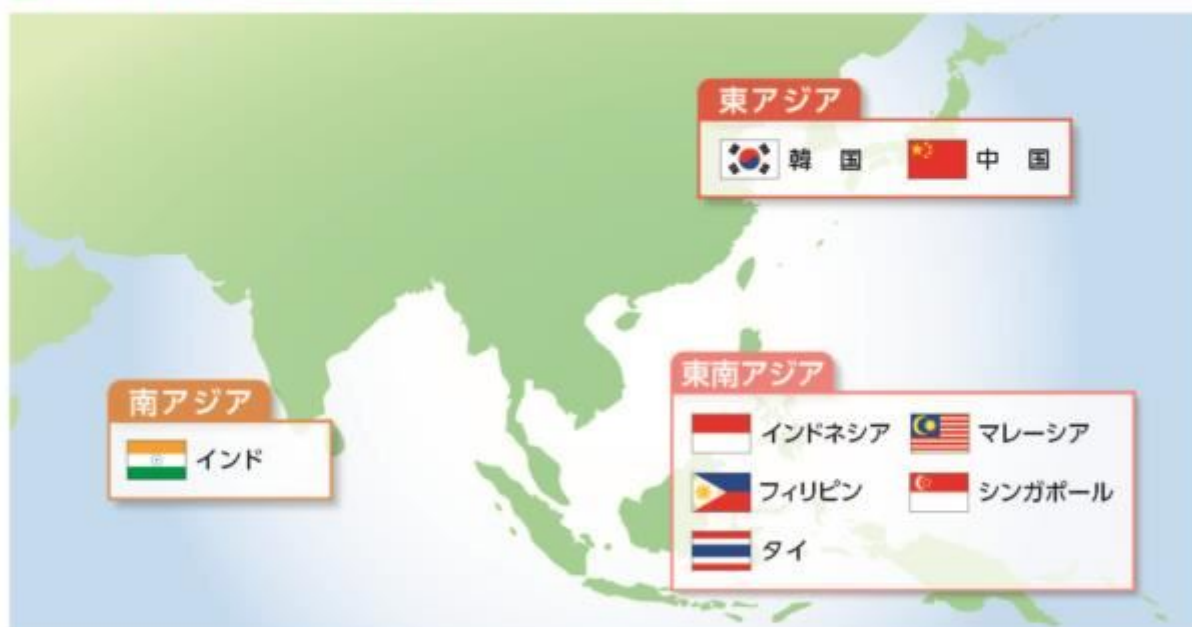 東アジア
韓 国 中 国
南アジア
インド
東南アジア
インドネシア マレーシア
フィリピン シンガポール
タイ